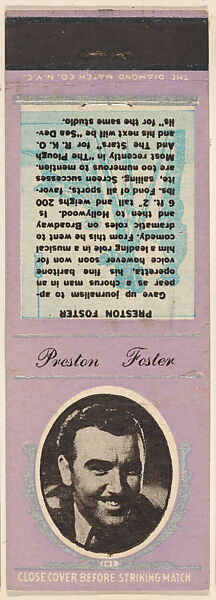 THE DIAMOND MATCH CO. N.Y.C.
PRESTON FOSTER
Gave up journalism to ap-
pear as a chorus man in an
operetta, his fine baritone
voice however soon won for
him a leading role in a musical
comedy. From this he went to
dramatic roles on Broadway
and then to Hollywood. Is
6 ft. 2" tall and weighs 200
lbs. Fond of all sports, favor-
ite, sailing. Screen successes
are too numerous to mention.
Most recently in "The Plough
And The Stars," for R. K. O.
and his next will be "Sea Dev-
ils" for the same studio.
Preston Foster
CLOSE COVER BEFORE STRIKING MATCH